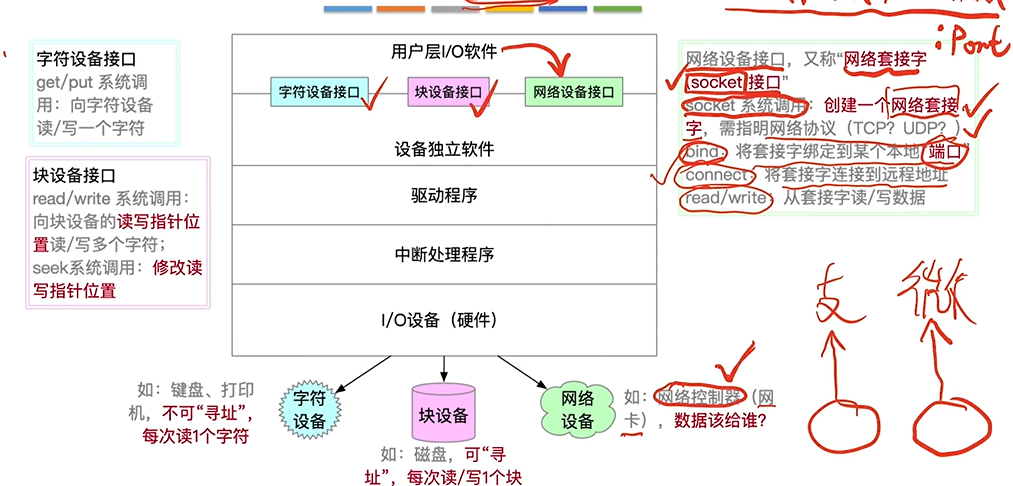 : Port
字符设备接口
get/put 系统调
用：向字符设备
读/写一个字符
块设备接口
read/write 系统调用：
向块设备的读写指针位
置读/写多个字符；
seek系统调用：修改读
写指针位置
用户层I/O软件
字符设备接口
块设备接口
网络设备接口
设备独立软件
驱动程序
中断处理程序
I/O设备（硬件）
网络设备接口，又称“网络套接字
(socket)接口”
socket 系统调用：创建一个网络套接
字，需指明网络协议（TCP？UDP？）
bind：将套接字绑定到某个本地“端口”
connect：将套接字连接到远程地址
read/write：从套接字读/写数据
支
微
如：键盘、打印
机，不可“寻址”，
每次读1个字符
字符
设备
块设备
如：磁盘，可“寻
址”，每次读/写1个块
网络
设备
如：网络控制器（网
卡），数据该给谁？